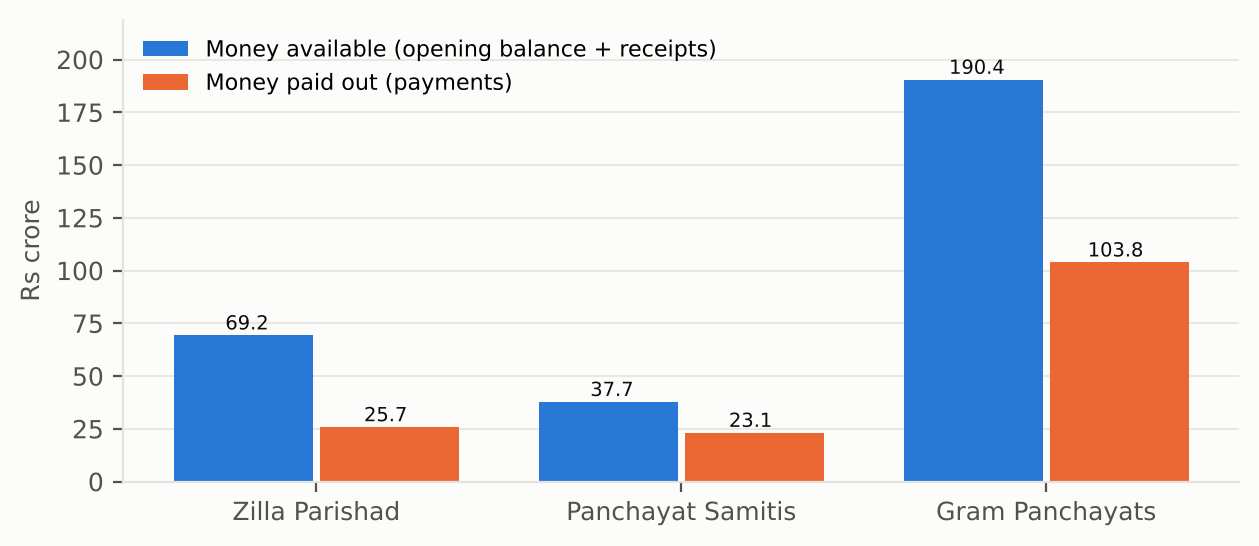 Money available (opening balance + receipts)
Money paid out (payments)
Rs crore
200
175
150
125
100
75
50
25
0
69.2
25.7
37.7
23.1
190.4
103.8
Zilla Parishad
Panchayat Samitis
Gram Panchayats